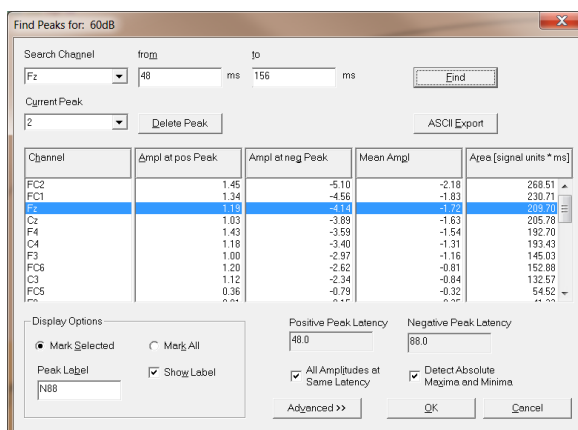 Find Peaks for: 60dB
Search Channel from to
Fz 48 ms 156 ms Find
Current Peak
2 Delete Peak ASCII Export
Channel Ampl at pos Peak Ampl at neg Peak Mean Ampl Area [signal units * ms]
FC2 1.45 -5.10 -2.18 268.51
FC1 1.34 -4.56 -1.83 230.71
Fz 1.19 -4.14 -1.72 209.70
Cz 1.03 -3.89 -1.63 205.78
F4 1.43 -3.59 -1.54 192.70
C4 1.18 -3.40 -1.31 193.43
F3 1.00 -2.97 -1.16 145.03
FC6 1.20 -2.62 -0.81 152.88
C3 1.12 -2.34 -0.84 132.57
FC5 0.36 -0.79 -0.32 54.52
Display Options Positive Peak Latency Negative Peak Latency
Mark Selected Mark All 48.0 88.0
Peak Label Show Label All Amplitudes at Same Latency Detect Absolute Maxima and Minima
N88
Advanced >> OK Cancel